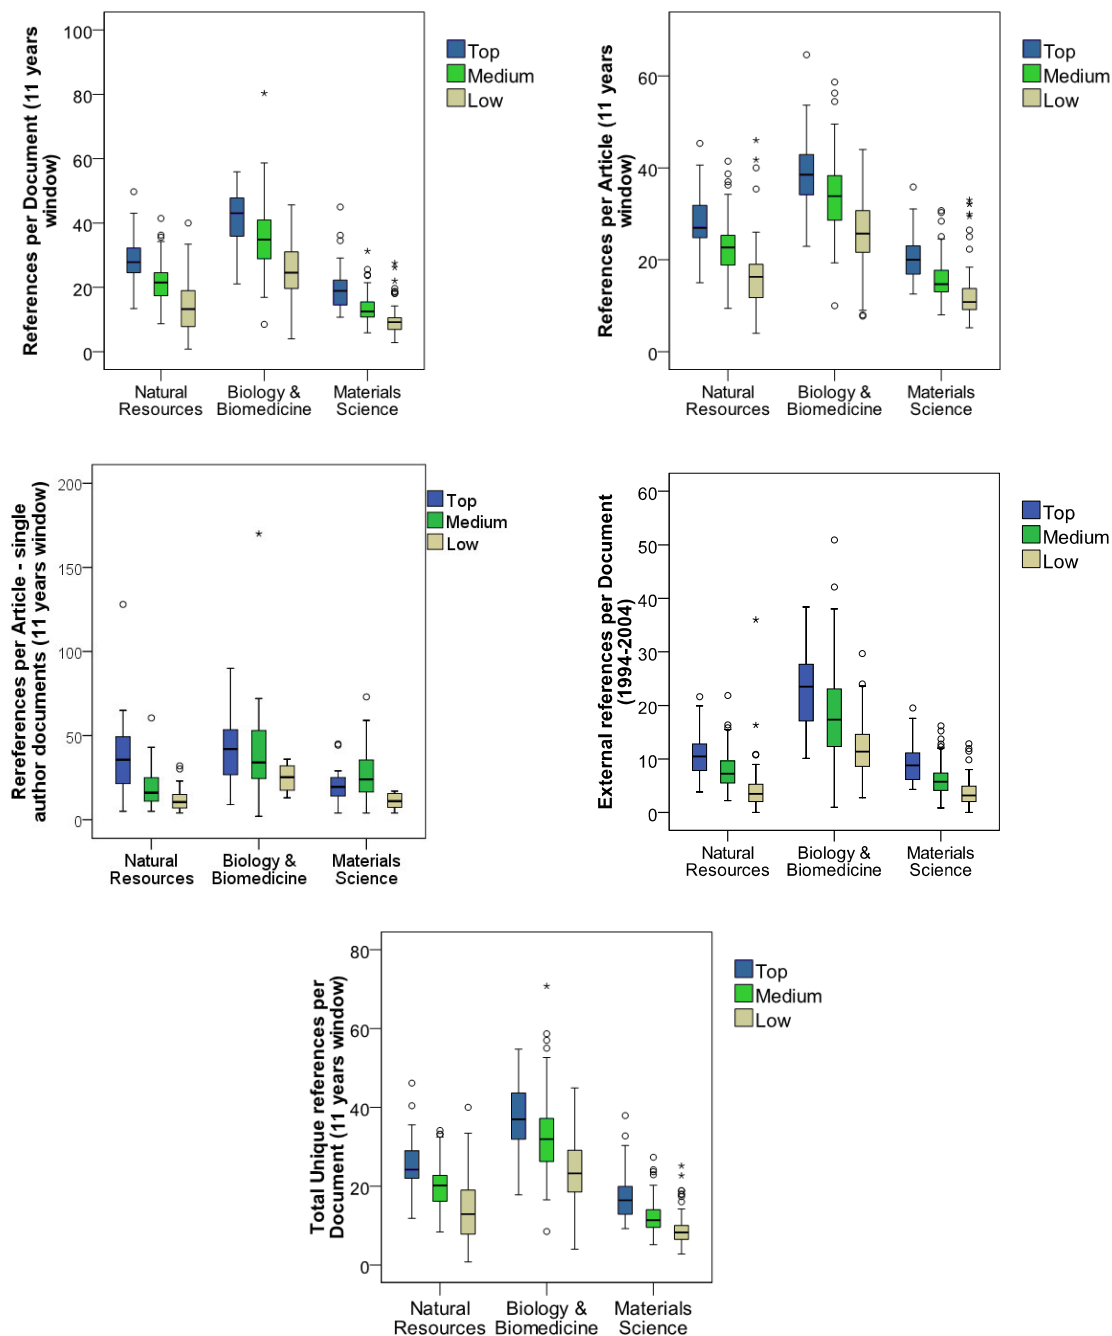 References per Document (11 years
window)
100
80
60
40
20
0
Natural
Resources
Biology &
Biomedicine
Materials
Science
Top
Medium
Low
References per Article (11 years
window)
60
40
20
0
Natural
Resources
Biology &
Biomedicine
Materials
Science
Top
Medium
Low
Rereferences per Article - single
author documents (11 years window)
200
150
100
50
0
Natural
Resources
Biology &
Biomedicine
Materials
Science
Top
Medium
Low
External references per Document
(1994-2004)
60
50
40
30
20
10
0
Natural
Resources
Biology &
Biomedicine
Materials
Science
Top
Medium
Low
Total Unique references per
Document (11 years window)
80
60
40
20
0
Natural
Resources
Biology &
Biomedicine
Materials
Science
Top
Medium
Low